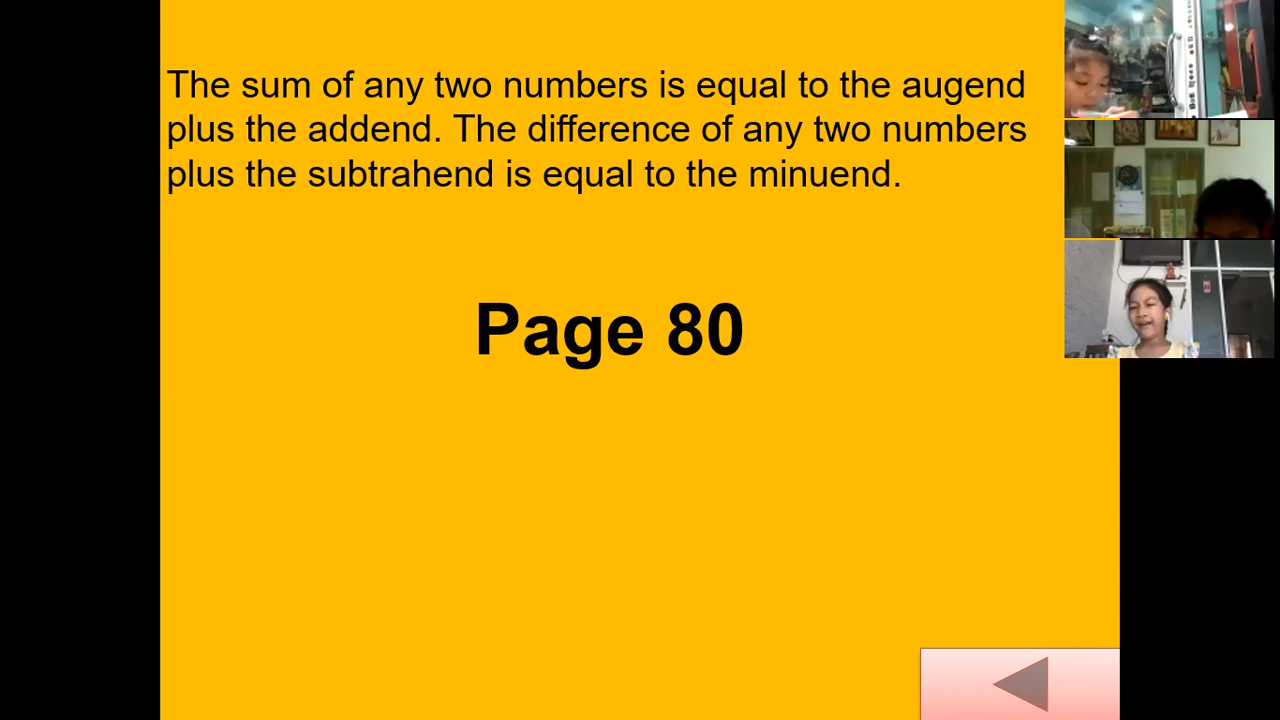 The sum of any two numbers is equal to the augend
plus the addend. The difference of any two numbers
plus the subtrahend is equal to the minuend.
Page 80